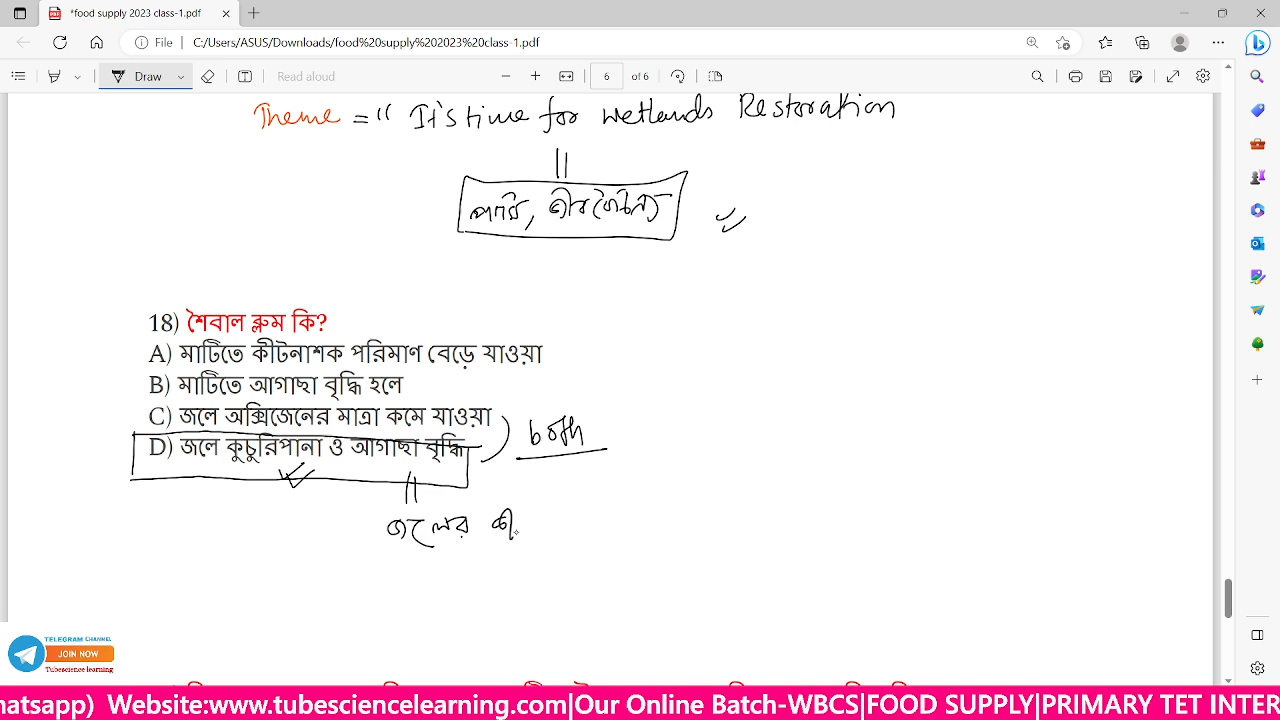 *food supply 2023 class-1.pdf
File C:/Users/ASUS/Downloads/food%20supply%202023%20class-1.pdf
Draw Read aloud 6 of 6
Theme = " It's time for wetlands Restoration
18) শৈবাল ব্লুম কি?
A) মাটিতে কীটনাশক পরিমাণ বেড়ে যাওয়া
B) মাটিতে আগাছা বৃদ্ধি হলে
C) জলে অক্সিজেনের মাত্রা কমে যাওয়া
both
D) জলে কুচুরিপানা ও আগাছা বৃদ্ধি
জলের জী
TELEGRAM CHANNEL
JOIN NOW
Tubescience learning
hatsapp) Website:www.tubesciencelearning.com|Our Online Batch-WBCS|FOOD SUPPLY|PRIMARY TET INTER